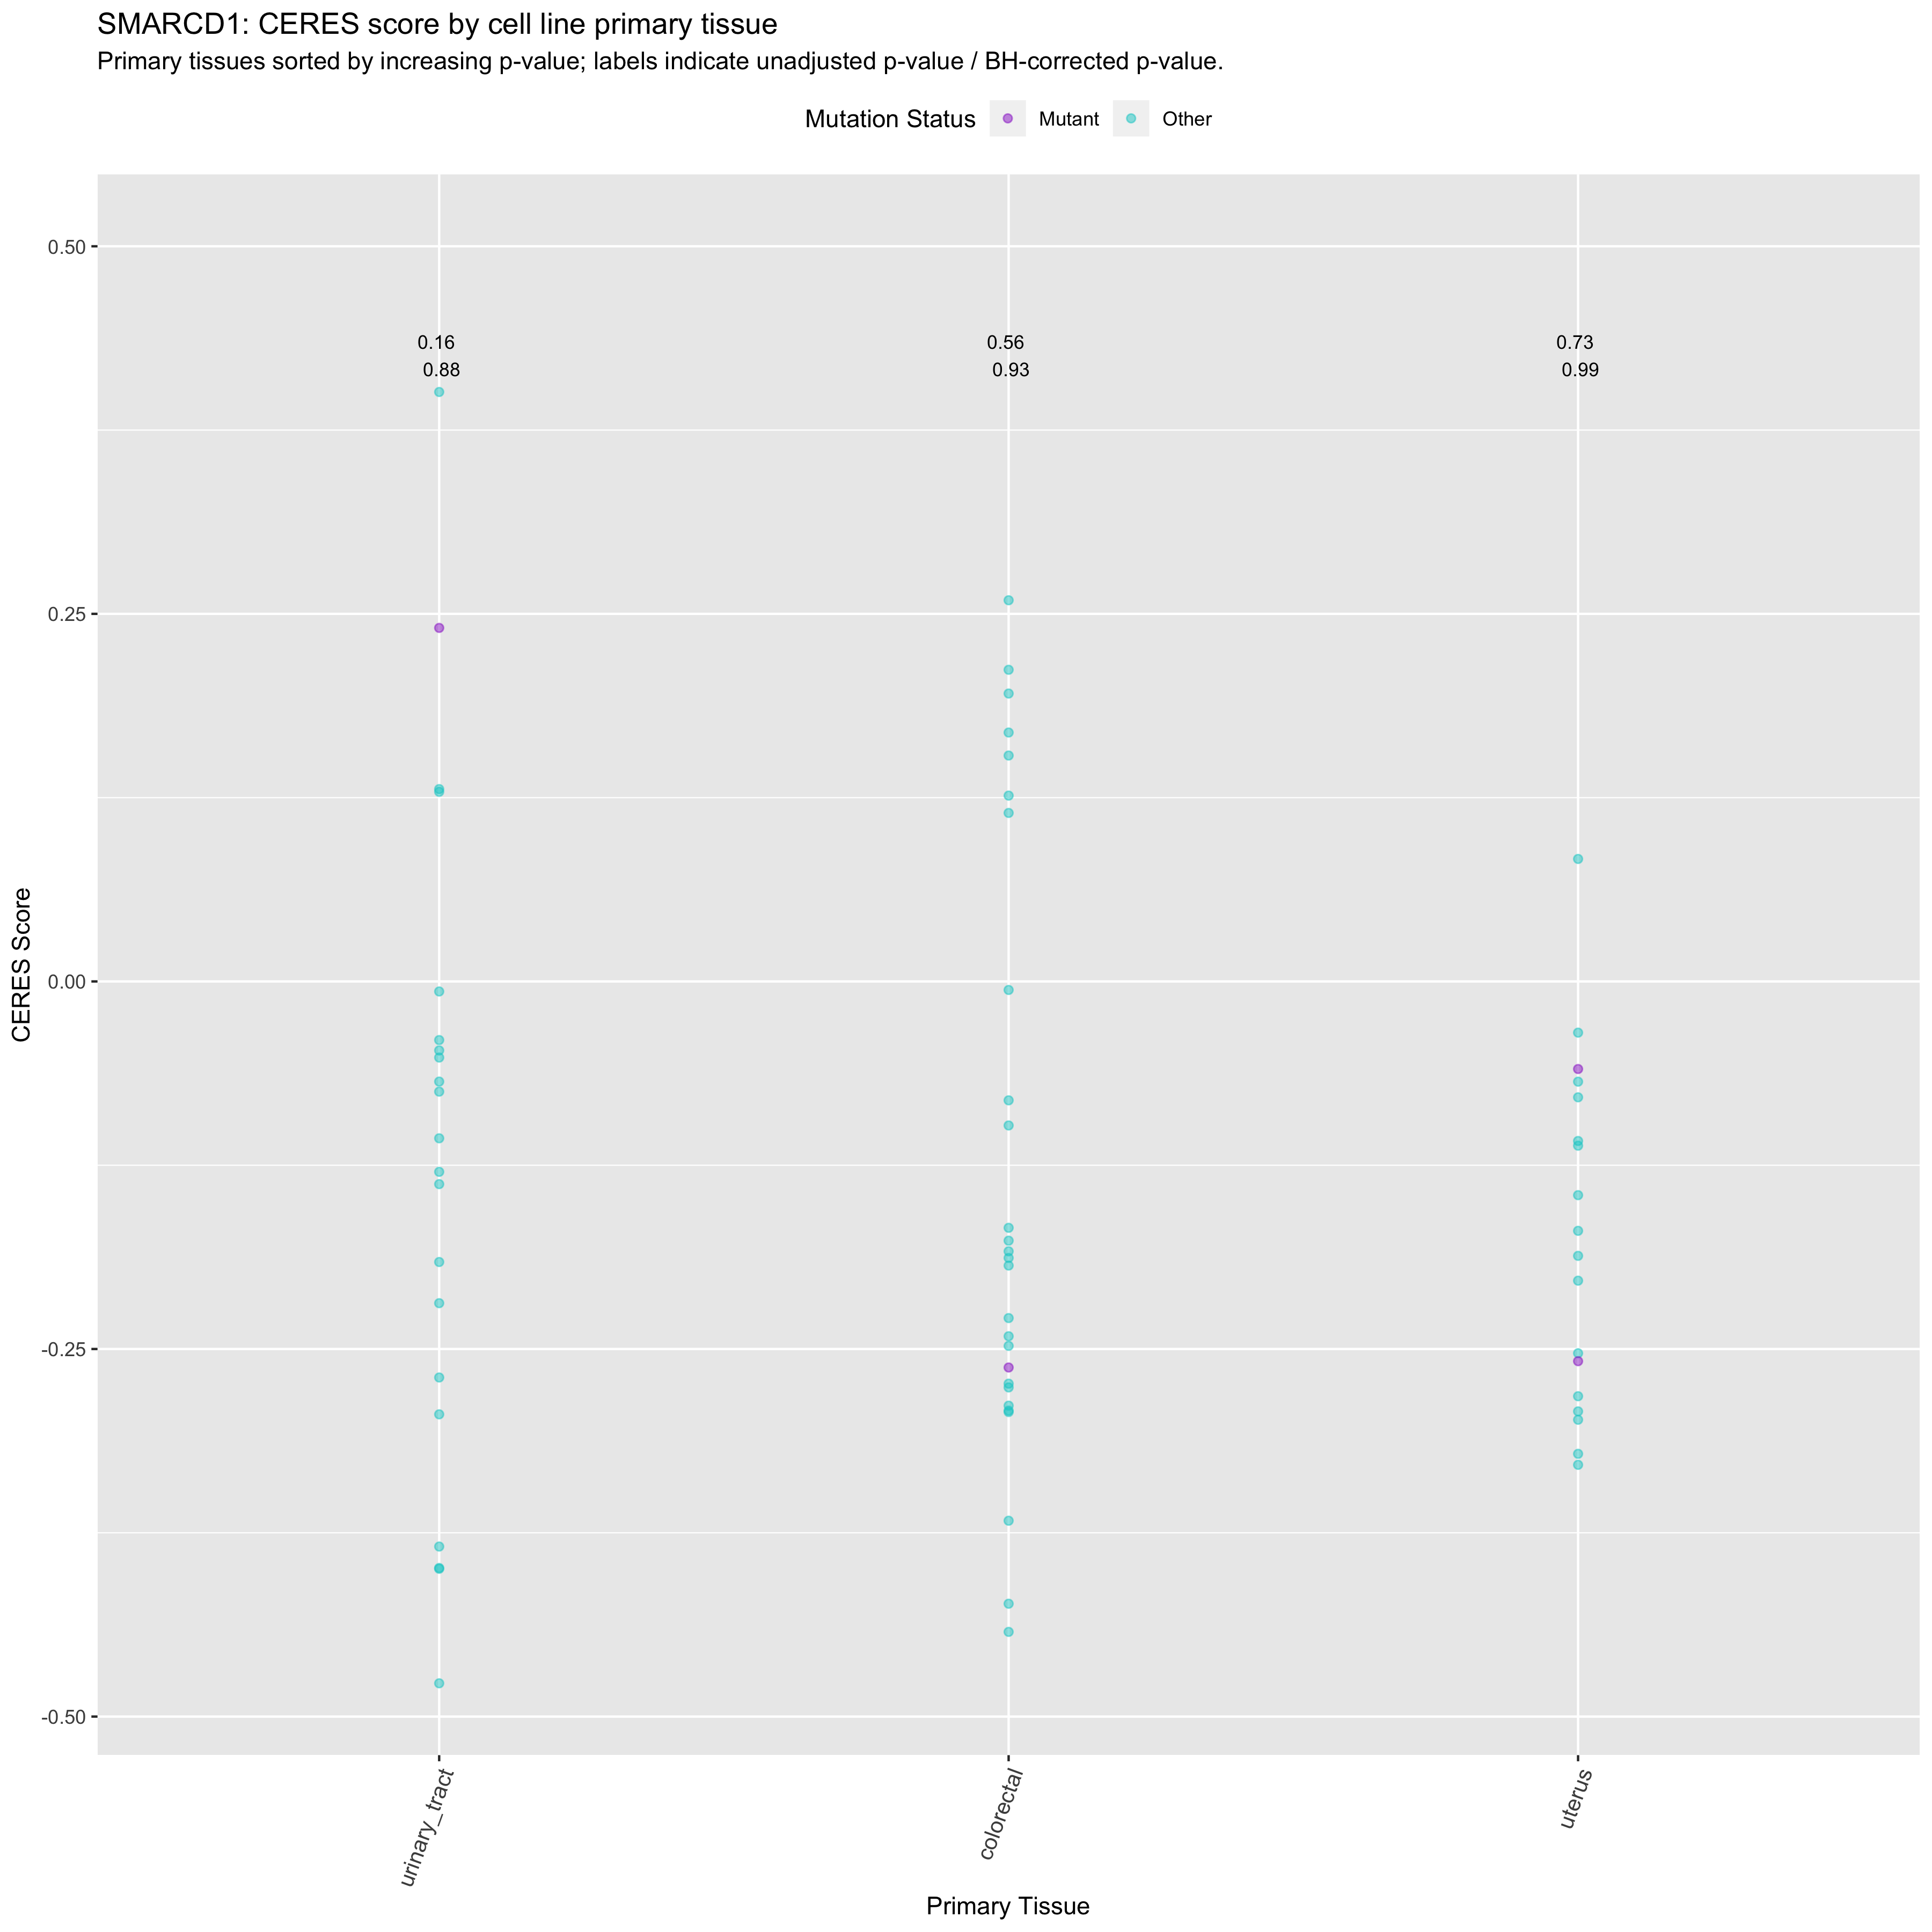 SMARCD1: CERES score by cell line primary tissue
Primary tissues sorted by increasing p-value; labels indicate unadjusted p-value / BH-corrected p-value.
Mutation Status Mutant Other
0.50
0.16 0.56 0.73
0.88 0.93 0.99
0.25
0.00
-0.25
-0.50
CERES Score
urinary_tract colorectal uterus
Primary Tissue